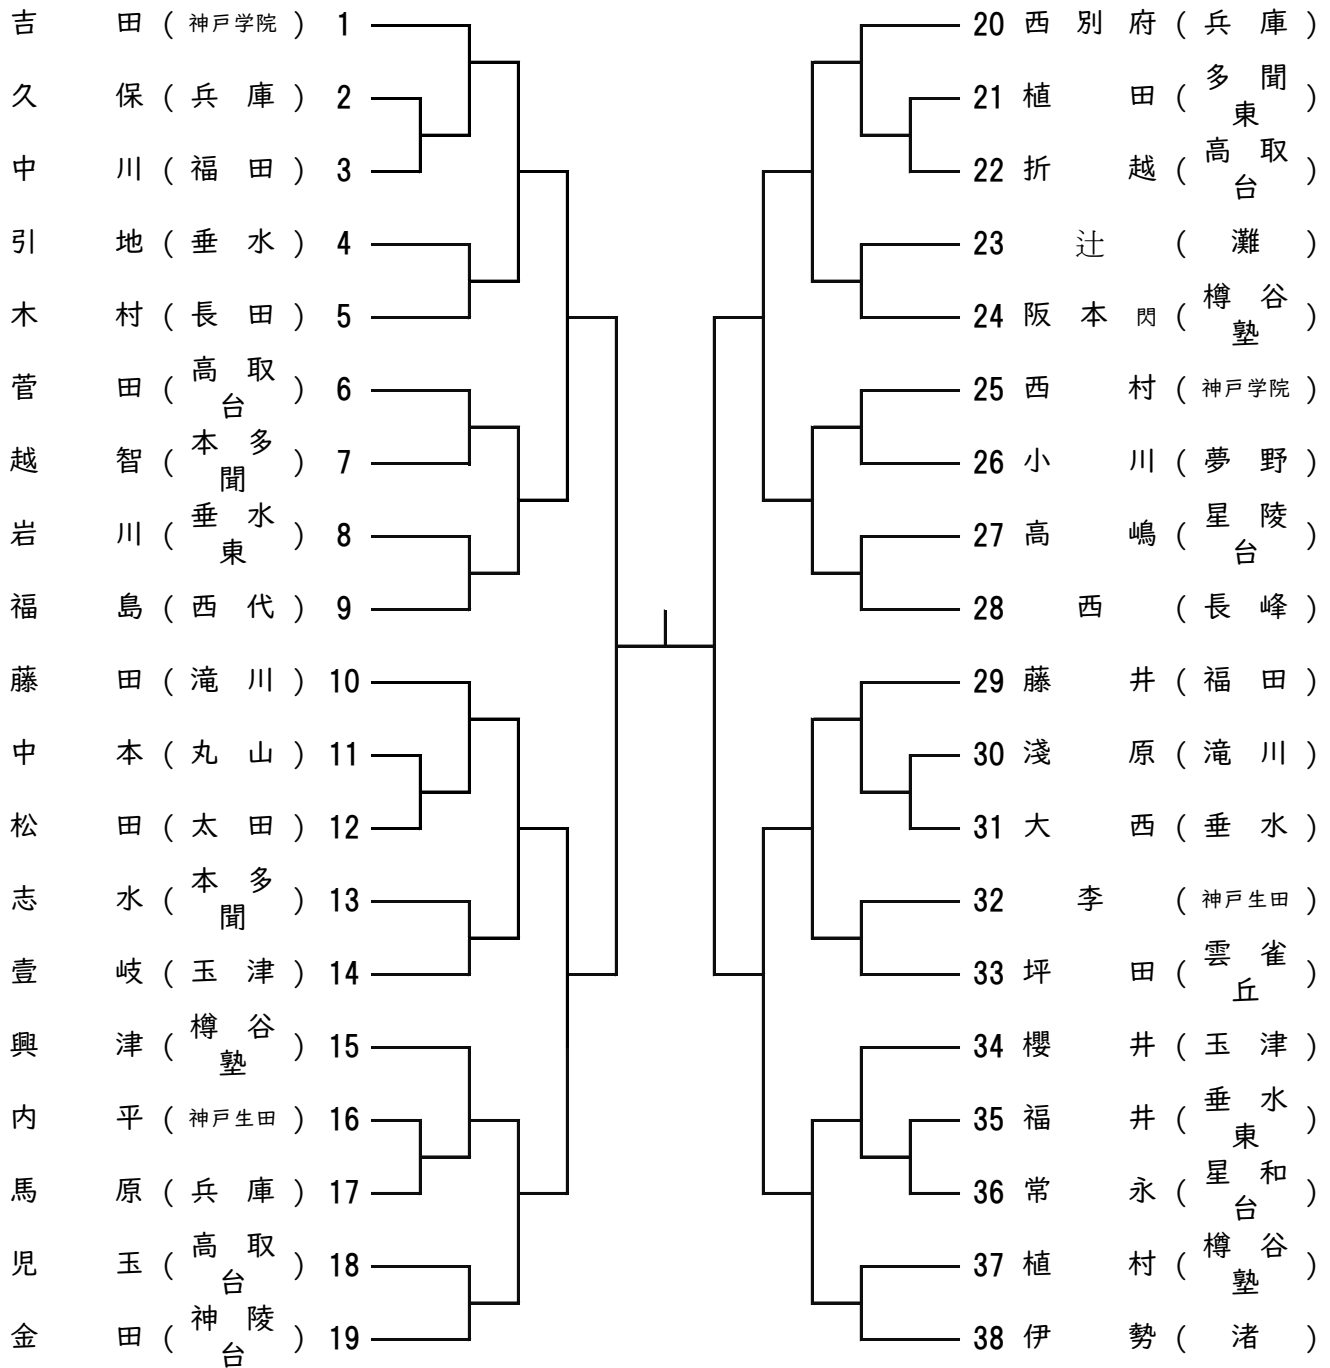 吉田(神戸学院) 1
久保(兵庫) 2
中川(福田) 3
引地(垂水) 4
木村(長田) 5
菅田(高取台) 6
越智(本多聞) 7
岩川(垂水東) 8
福島(西代) 9
藤田(滝川) 10
中本(丸山) 11
松田(太田) 12
志水(本多聞) 13
壹岐(玉津) 14
興津(樽谷塾) 15
内平(神戸生田) 16
馬原(兵庫) 17
児玉(高取台) 18
金田(神陵台) 19
20 西別府(兵庫)
21 植田(多聞東)
22 折越(高取台)
23 辻(灘)
24 阪本閃(樽谷塾)
25 西村(神戸学院)
26 小川(夢野)
27 高嶋(星陵台)
28 西(長峰)
29 藤井(福田)
30 淺原(滝川)
31 大西(垂水)
32 李(神戸生田)
33 坪田(雲雀丘)
34 櫻井(玉津)
35 福井(垂水東)
36 常永(星和台)
37 植村(樽谷塾)
38 伊勢(渚)